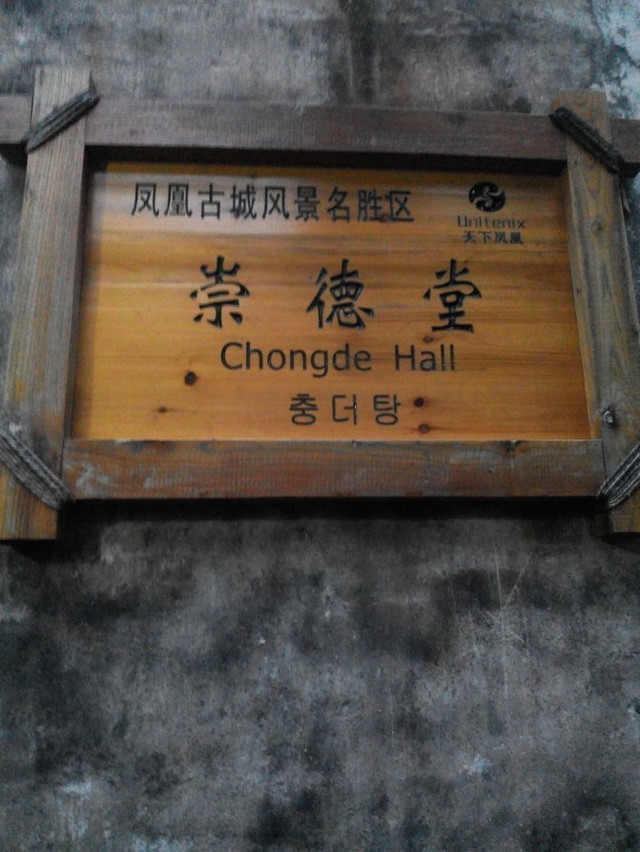 凤凰古城风景名胜区
Unitenix
天下凤凰
崇德堂
Chongde Hall
충더탕